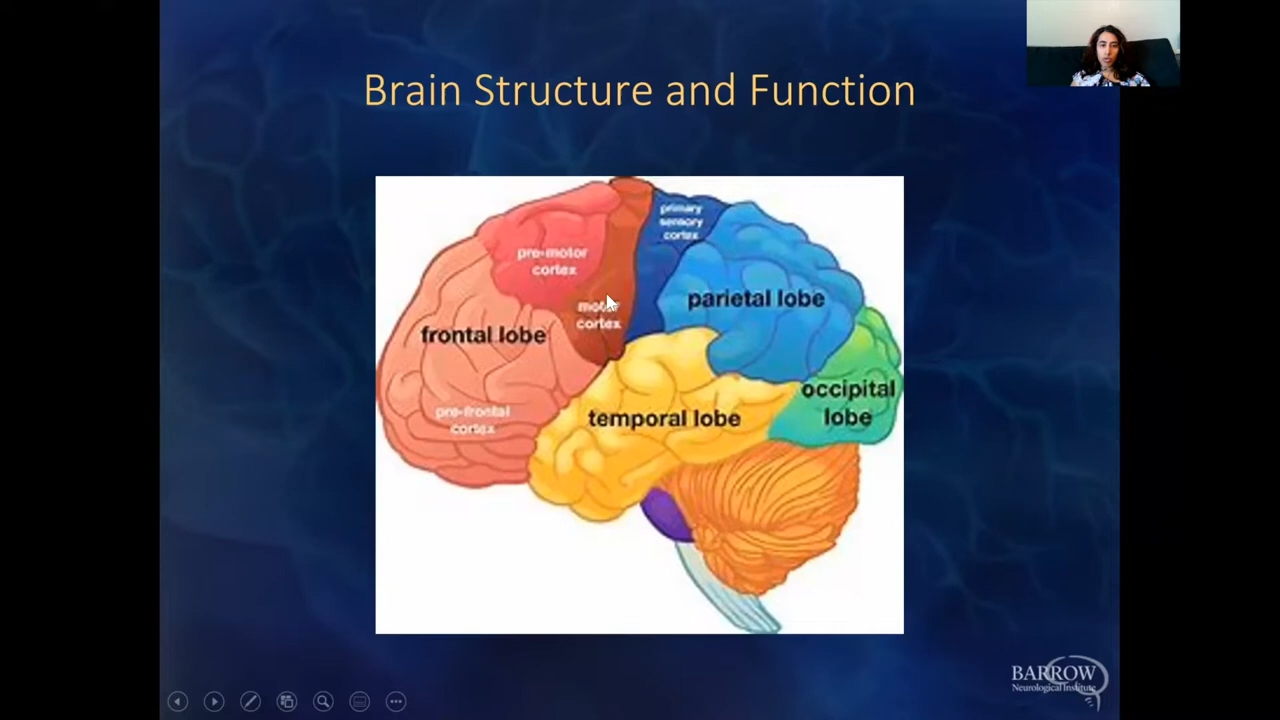 Brain Structure and Function
primary
sensory
cortex
pre-motor
cortex
motor
cortex
parietal lobe
frontal lobe
pre-frontal
cortex
temporal lobe
occipital
lobe
BARROW
Neurological Institute